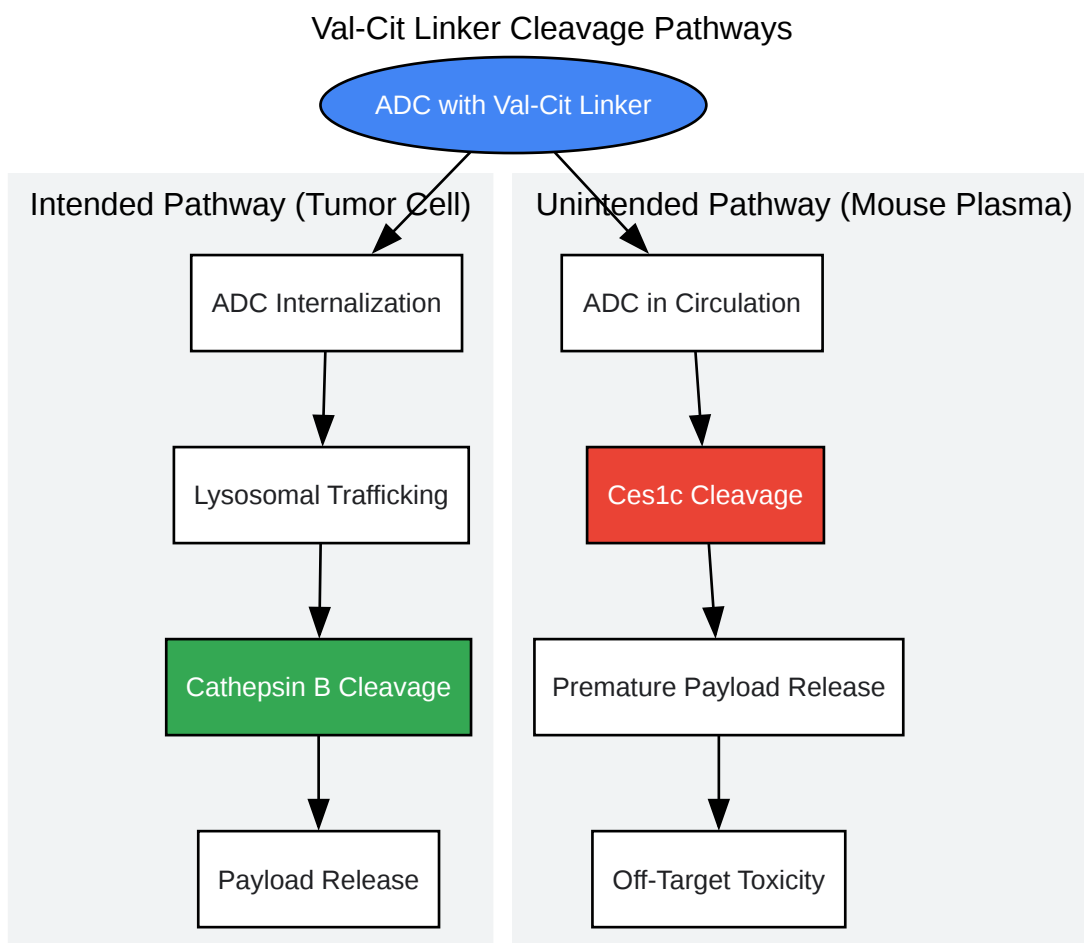 Val-Cit Linker Cleavage Pathways
ADC with Val-Cit Linker
Intended Pathway (Tumor Cell)
ADC Internalization
Lysosomal Trafficking
Cathepsin B Cleavage
Payload Release
Unintended Pathway (Mouse Plasma)
ADC in Circulation
Ces1c Cleavage
Premature Payload Release
Off-Target Toxicity